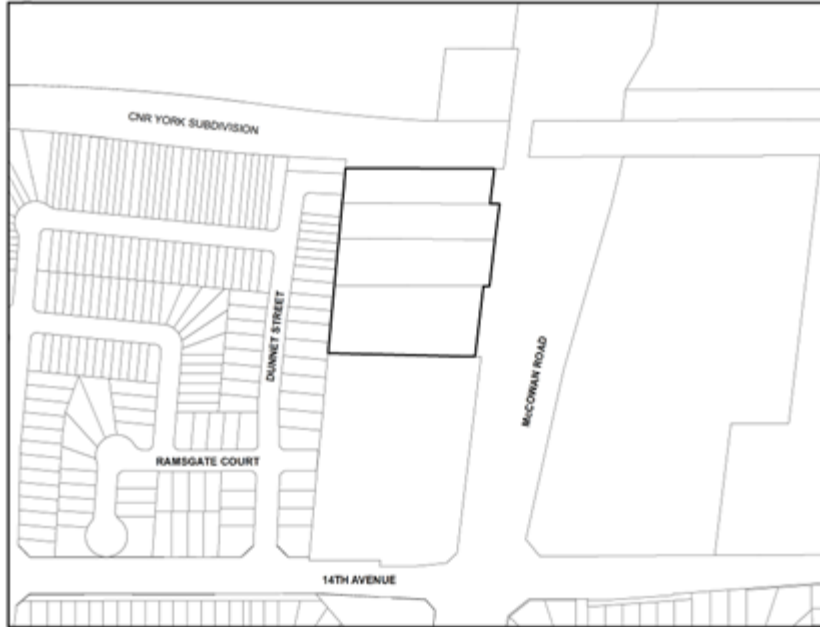 CNR YORK SUBDIVISION
DUNNET STREET
McCOWAN ROAD
RAMSGATE COURT
14TH AVENUE